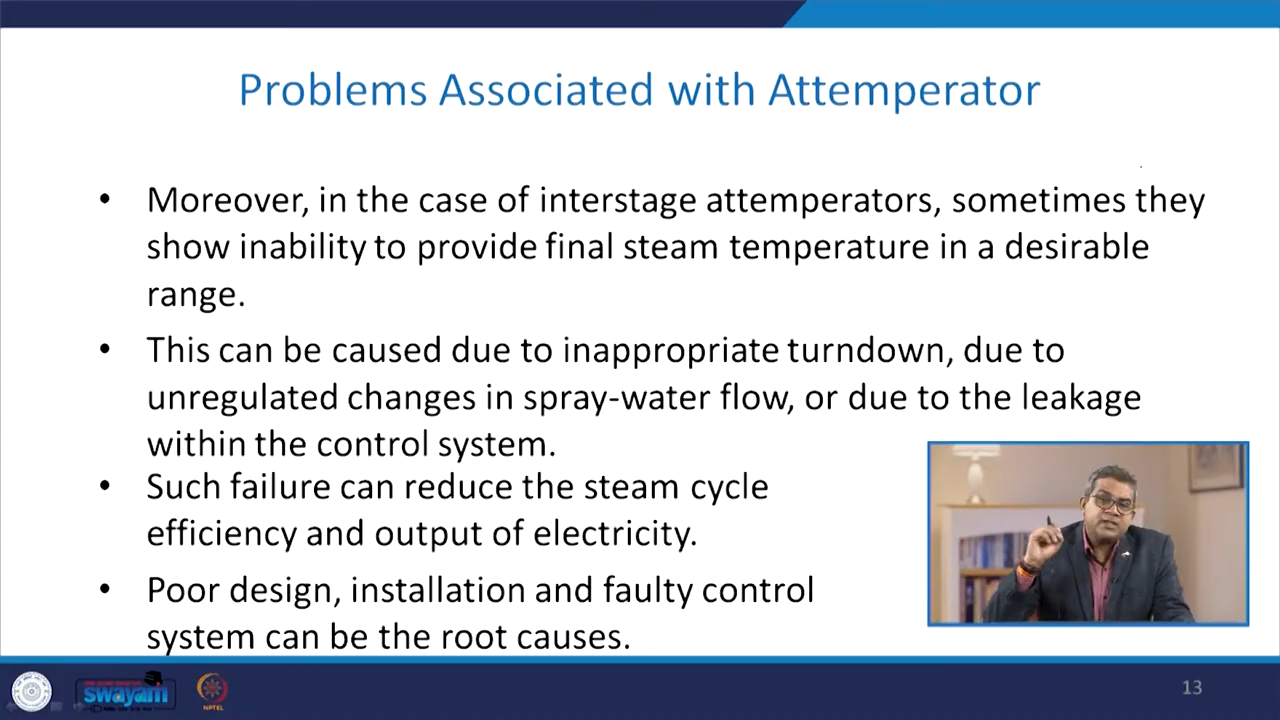 Problems Associated with Attemperator
• Moreover, in the case of interstage attemperators, sometimes they
show inability to provide final steam temperature in a desirable
range.
• This can be caused due to inappropriate turndown, due to
unregulated changes in spray-water flow, or due to the leakage
within the control system.
• Such failure can reduce the steam cycle
efficiency and output of electricity.
• Poor design, installation and faulty control
system can be the root causes.
swayam
NPTEL
13